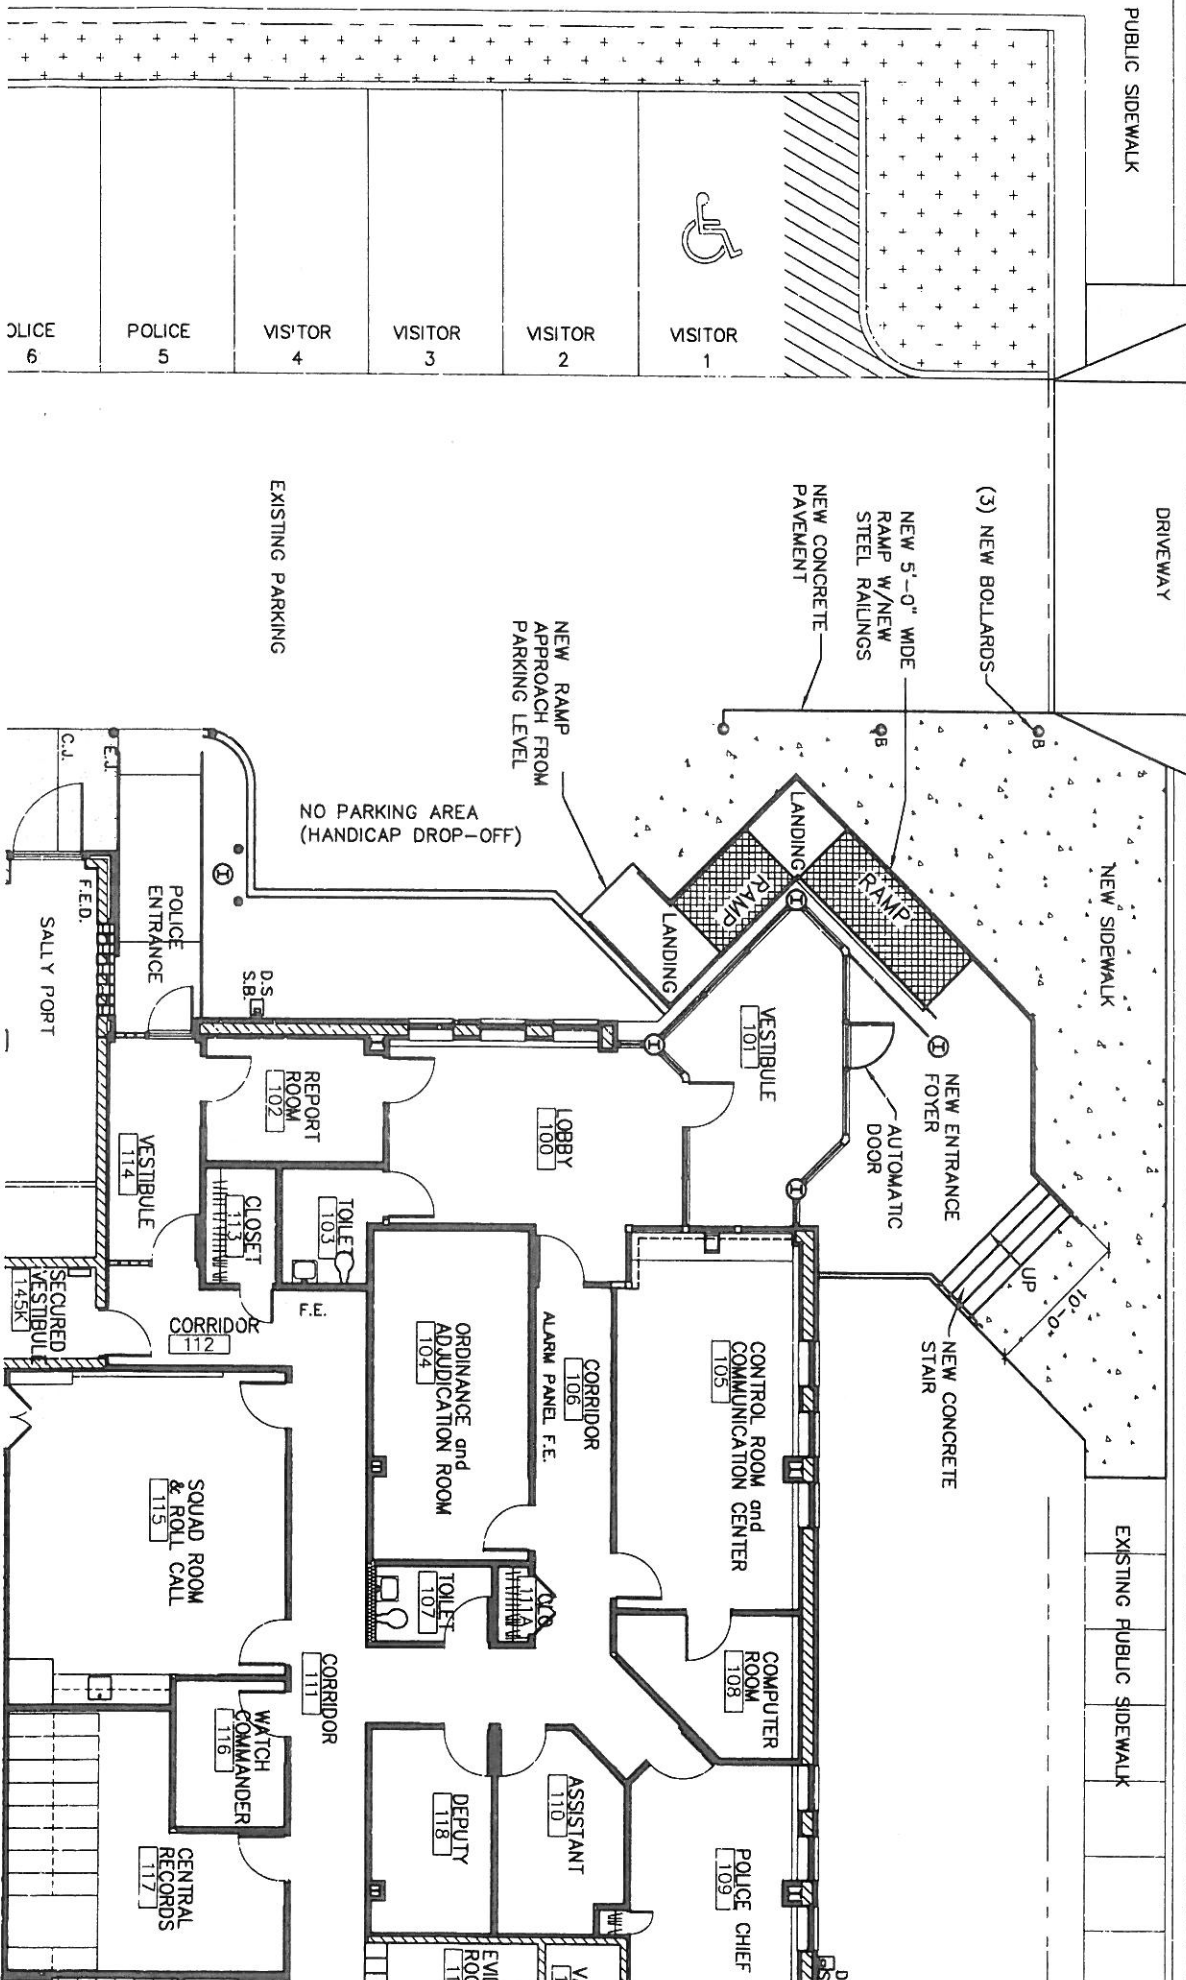 PUBLIC SIDEWALK
DRIVEWAY
NEW SIDEWALK
EXISTING PUBLIC SIDEWALK
(3) NEW BOLLARDS
B
B
NEW 5'-0" WIDE
RAMP W/NEW
STEEL RAILINGS
NEW CONCRETE
PAVEMENT
NEW RAMP
APPROACH FROM
PARKING LEVEL
EXISTING PARKING
VISITOR
1
VISITOR
2
VISITOR
3
VISITOR
4
POLICE
5
OLICE
6
NO PARKING AREA
(HANDICAP DROP-OFF)
LANDING
RAMP
RAMP
LANDING
UP
10'-0"
NEW CONCRETE
STAIR
NEW ENTRANCE
FOYER
AUTOMATIC
DOOR
VESTIBULE
101
LOBBY
100
REPORT
ROOM
102
TOILET
103
CLOSET
113
VESTIBULE
114
POLICE
ENTRANCE
D.S
S.B.
C.J.
E.J.
F.E.D.
SALLY PORT
SECURED
VESTIBULE
145K
CORRIDOR
112
F.E.
CONTROL ROOM and
COMMUNICATION CENTER
105
CORRIDOR
106
ALARM PANEL F.E.
ORDINANCE and
ADJUDICATION ROOM
104
SQUAD ROOM
& ROLL CALL
115
TOILET
107
CLO
111A
COMPUTER
ROOM
108
CORRIDOR
111
WATCH
COMMANDER
116
CENTRAL
RECORDS
117
DEPUTY
118
ASSISTANT
110
POLICE CHIEF
109